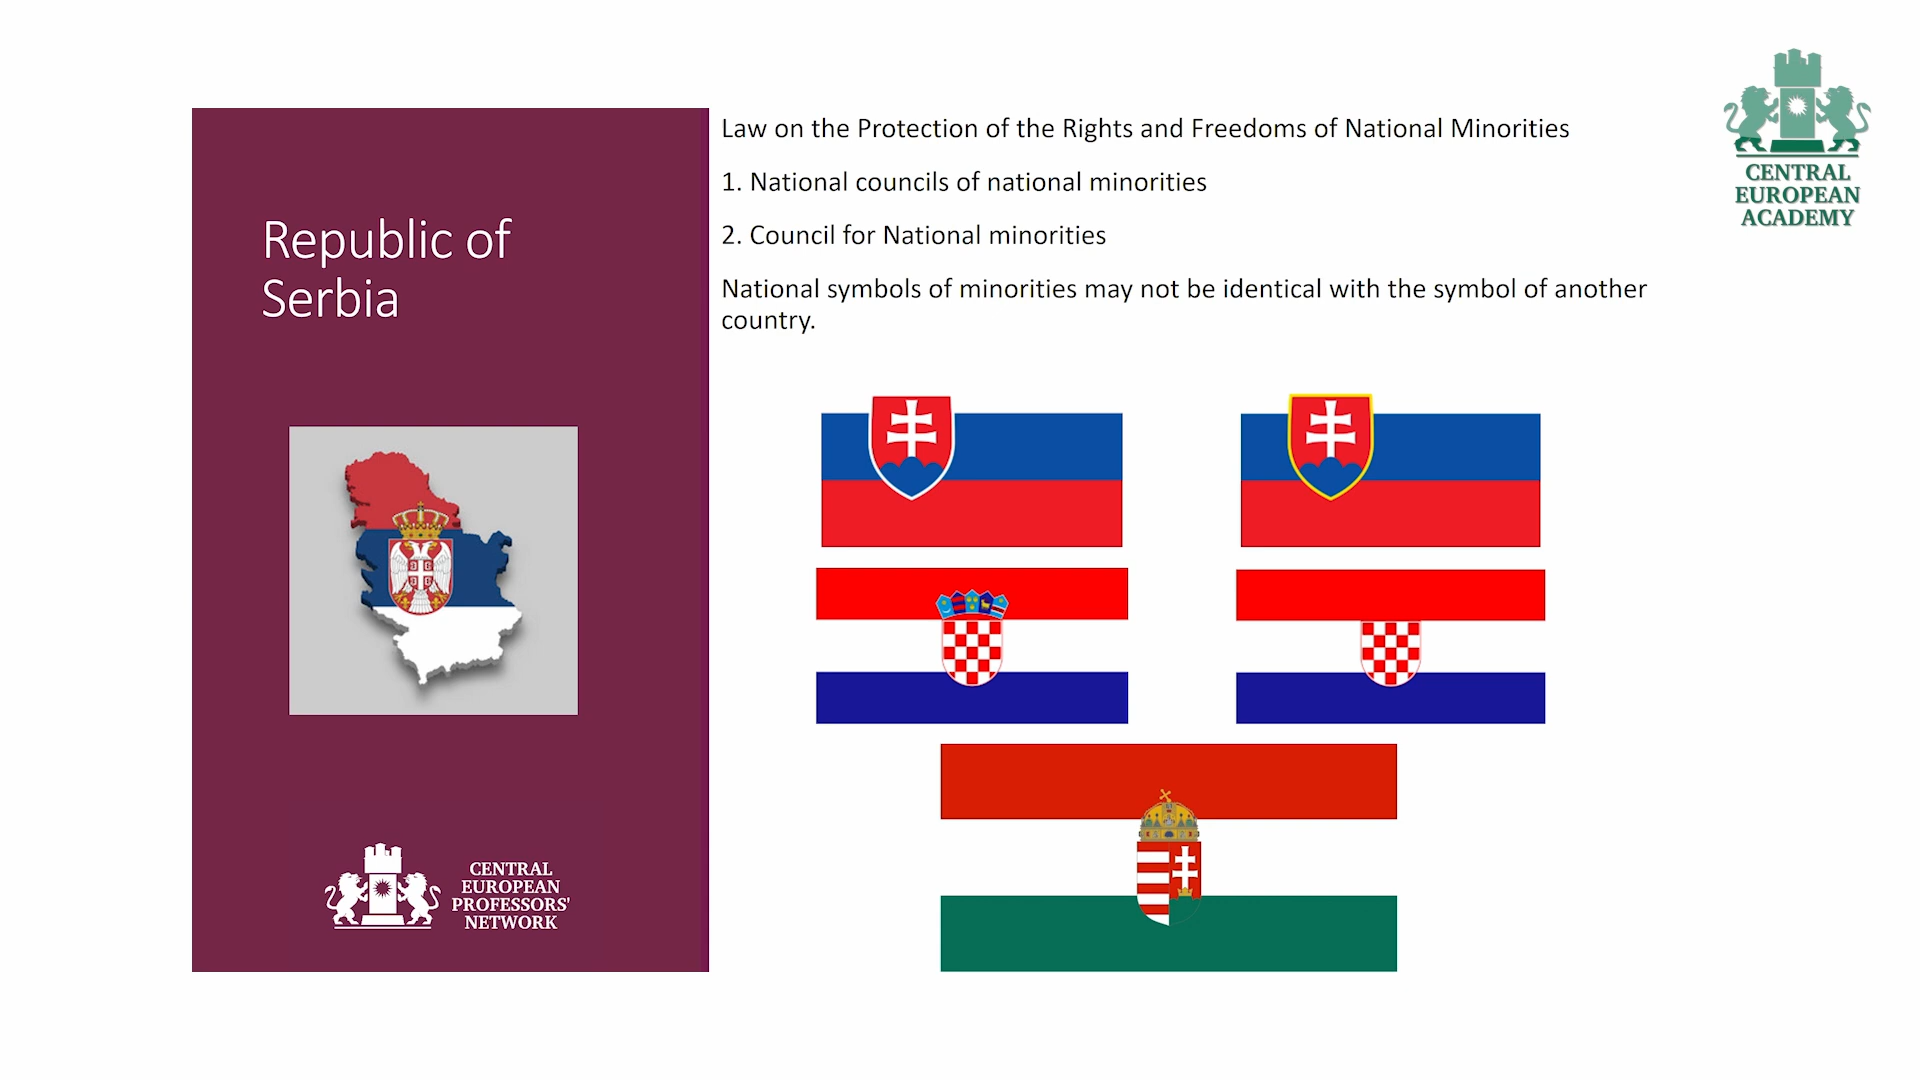 Republic of
Serbia
CENTRAL
EUROPEAN
PROFESSORS'
NETWORK
Law on the Protection of the Rights and Freedoms of National Minorities
1. National councils of national minorities
2. Council for National minorities
National symbols of minorities may not be identical with the symbol of another
country.
CENTRAL
EUROPEAN
ACADEMY